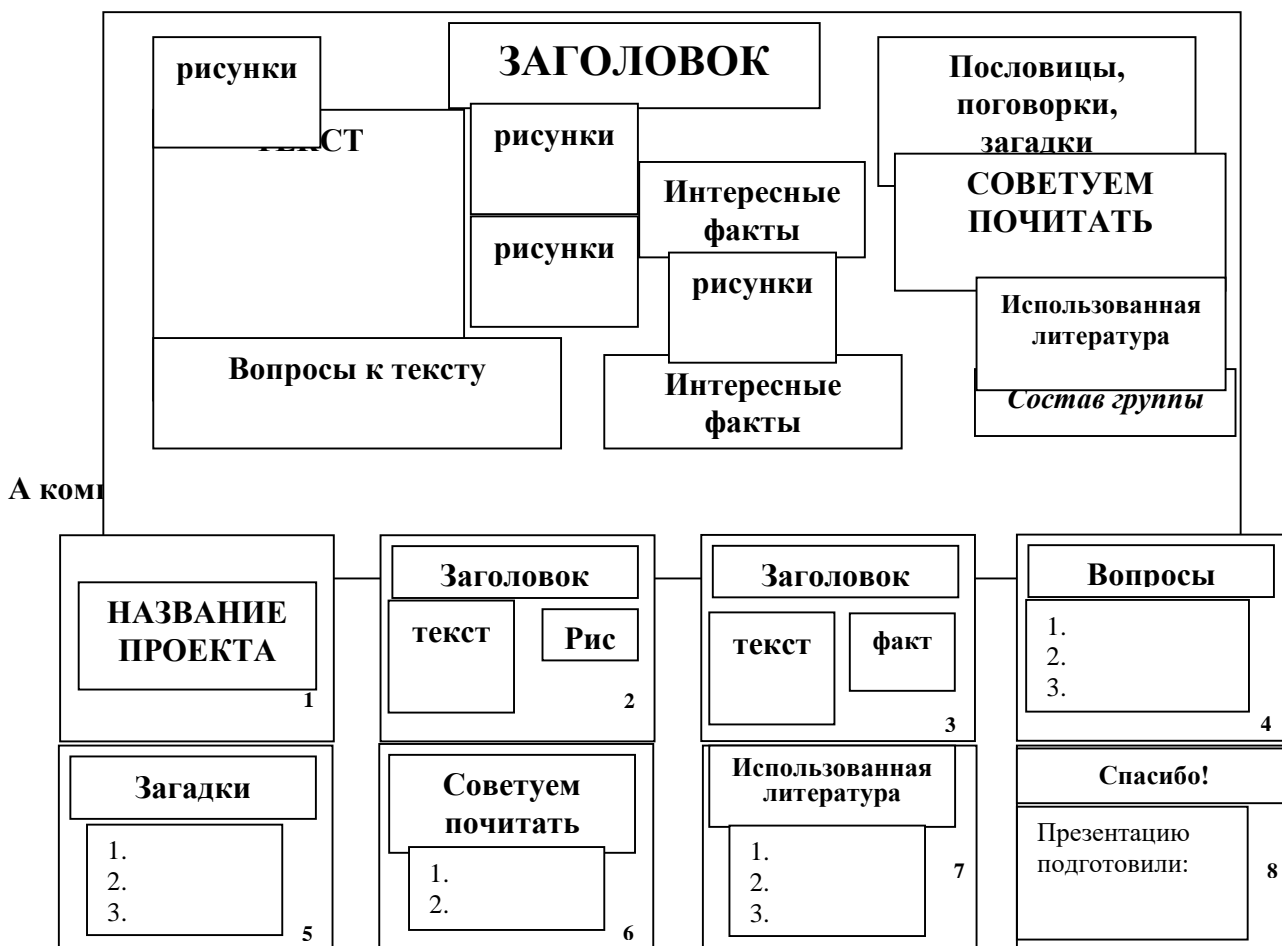 рисунки
ЗАГОЛОВОК
Пословицы,
поговорки,
загадки
рисунки
СОВЕТУЕМ
ПОЧИТАТЬ
Интересные
факты
рисунки
рисунки
Использованная
литература
Вопросы к тексту
Интересные
факты
Состав группы
А
НАЗВАНИЕ
ПРОЕКТА
1
Заголовок
текст
Рис
2
Заголовок
текст
факт
3
Вопросы
1.
2.
3.
4
Загадки
1.
2.
3.
5
Советуем
почитать
1.
2.
6
Использованная
литература
1.
2.
3.
7
Спасибо!
Презентацию
подготовили:
8